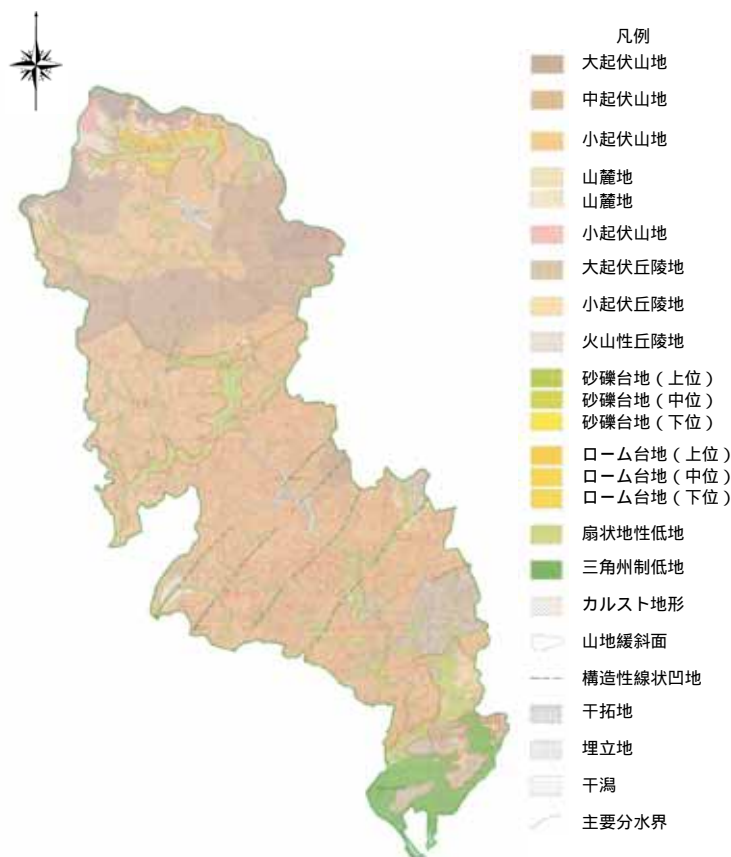 凡例
大起伏山地
中起伏山地
小起伏山地
山麓地
山麓地
小起伏山地
大起伏丘陵地
小起伏丘陵地
火山性丘陵地
砂礫台地（上位）
砂礫台地（中位）
砂礫台地（下位）
ローム台地（上位）
ローム台地（中位）
ローム台地（下位）
扇状地性低地
三角州制低地
カルスト地形
山地緩斜面
構造性線状凹地
干拓地
埋立地
干潟
主要分水界